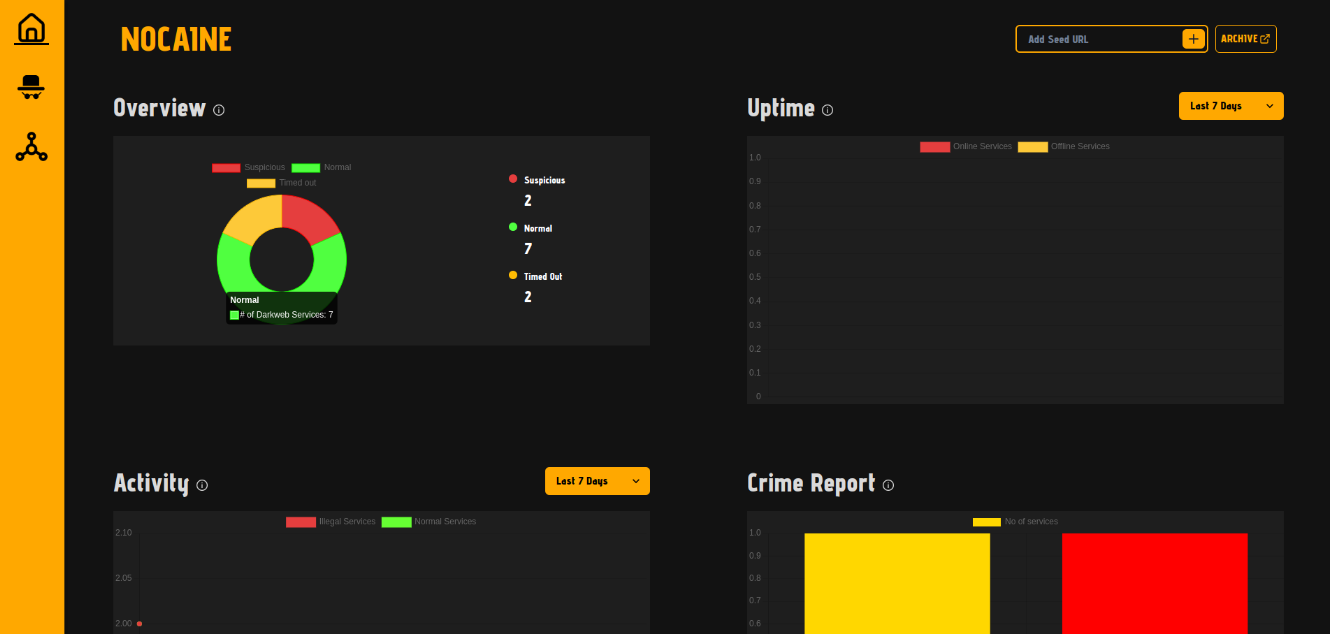 NOCAINE
Add Seed URL
ARCHIVE
Overview
Suspicious Normal
Timed out
Normal
# of Darkweb Services: 7
Suspicious
2
Normal
7
Timed Out
2
Uptime
Last 7 Days
Online Services Offline Services
1.0
0.9
0.8
0.7
0.6
0.5
0.4
0.3
0.2
0.1
0
Activity
Last 7 Days
Illegal Services Normal Services
2.10
2.05
2.00
Crime Report
No of services
1.0
0.9
0.8
0.7
0.6